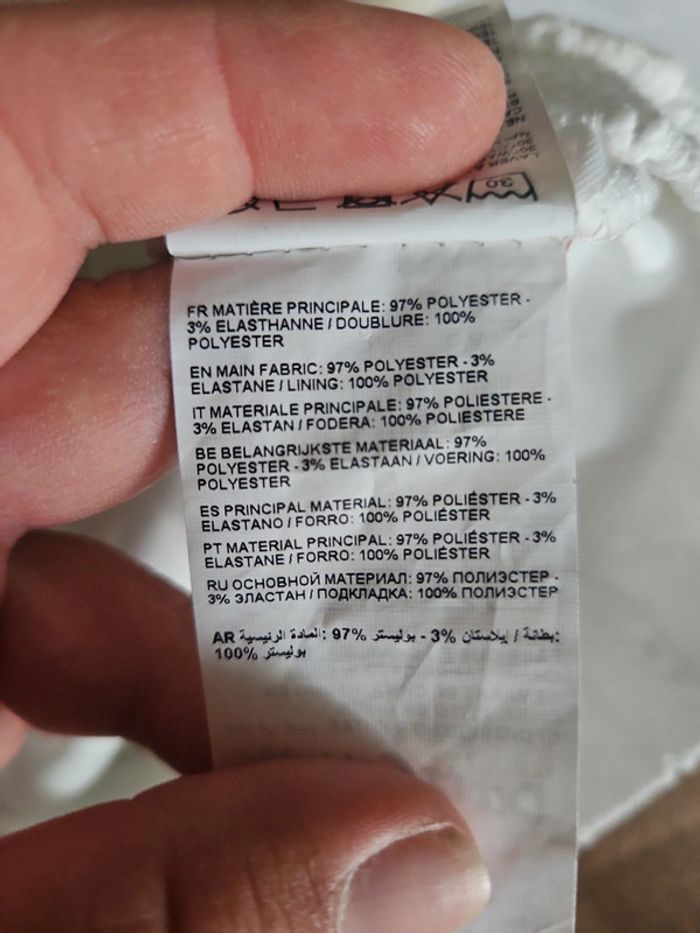 30
FR MATIÈRE PRINCIPALE: 97% POLYESTER -
3% ELASTHANNE / DOUBLURE: 100%
POLYESTER
EN MAIN FABRIC: 97% POLYESTER - 3%
ELASTANE / LINING: 100% POLYESTER
IT MATERIALE PRINCIPALE: 97% POLIESTERE -
3% ELASTAN / FODERA: 100% POLIESTERE
BE BELANGRIJKSTE MATERIAAL: 97%
POLYESTER - 3% ELASTAAN / VOERING: 100%
POLYESTER
ES PRINCIPAL MATERIAL: 97% POLIÉSTER - 3%
ELASTANO / FORRO: 100% POLIÉSTER
PT MATERIAL PRINCIPAL: 97% POLIÉSTER - 3%
ELASTANE / FORRO: 100% POLIÉSTER
RU ОСНОВНОЙ МАТЕРИАЛ: 97% ПОЛИЭСТЕР -
3% ЭЛАСТАН / ПОДКЛАДКА: 100% ПОЛИЭСТЕР
AR المادة الرئيسية: 97% بوليستر - 3% إيلاستان / بطانة:
100% بوليستر